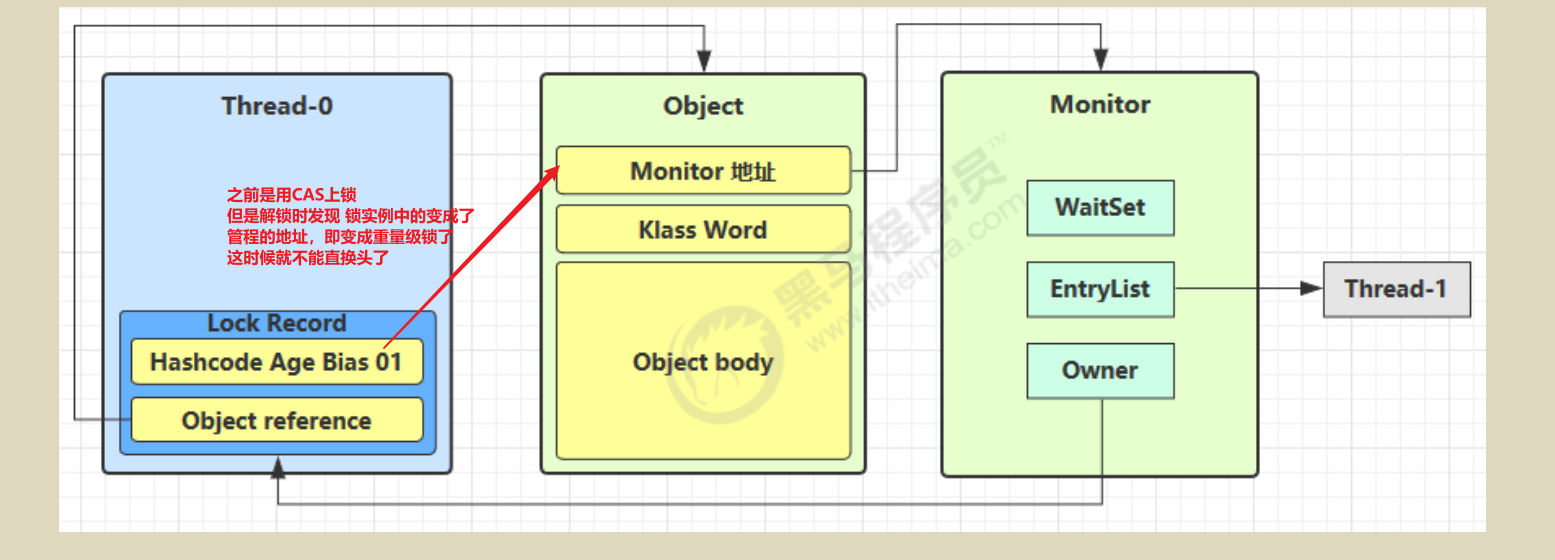 Thread-0
之前是用CAS上锁
但是解锁时发现 锁实例中的变成了
管程的地址，即变成重量级锁了
这时候就不能直换头了
Lock Record
Hashcode Age Bias 01
Object reference
Object
Monitor 地址
Klass Word
Object body
Monitor
WaitSet
EntryList
Owner
Thread-1
黑马程序员™
www.itheima.com